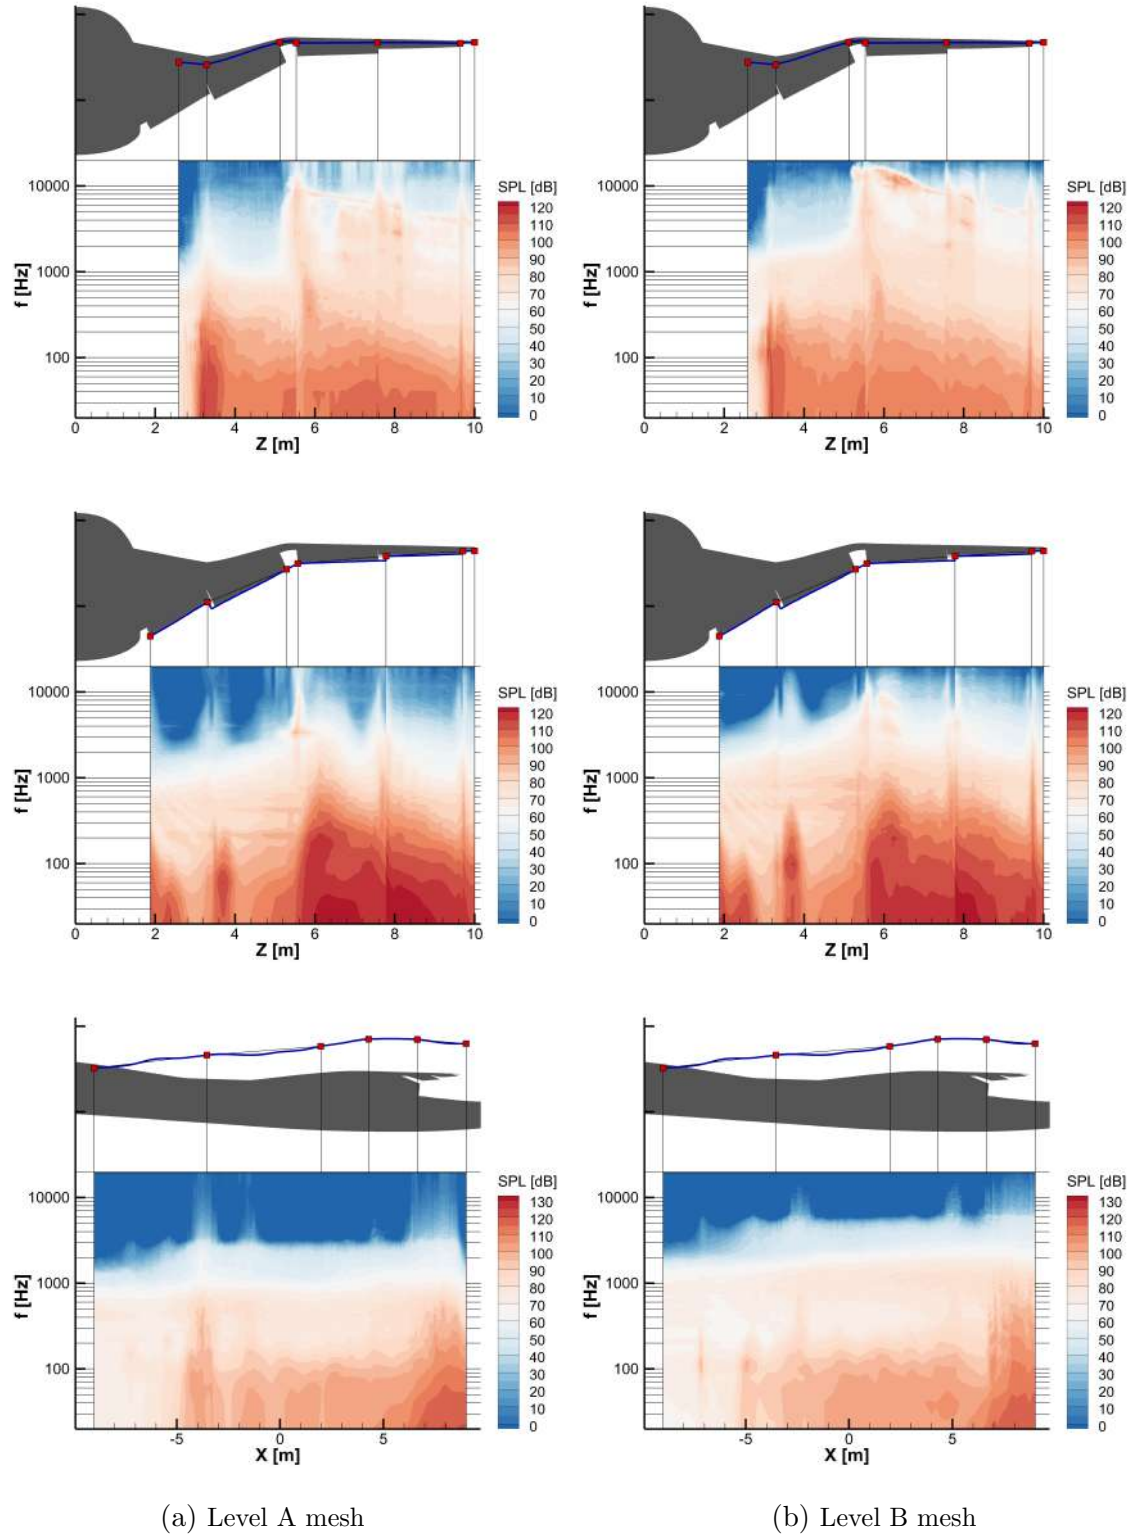 SPL [dB] SPL [dB]
10000 120 10000 120
110 110
100 100
90 90
1000 80 1000 80
70 70
60 60
50 50
40 40
100 30 100 30
20 20
10 10
0 0
f [Hz] f [Hz]
0 2 4 6 8 10 0 2 4 6 8 10
Z [m] Z [m]
SPL [dB] SPL [dB]
10000 120 10000 120
110 110
100 100
90 90
1000 80 1000 80
70 70
60 60
50 50
40 40
100 30 100 30
20 20
10 10
0 0
f [Hz] f [Hz]
0 2 4 6 8 10 0 2 4 6 8 10
Z [m] Z [m]
SPL [dB] SPL [dB]
10000 130 10000 130
120 120
110 110
100 100
90 90
1000 80 1000 80
70 70
60 60
50 50
40 40
100 30 100 30
20 20
10 10
0 0
f [Hz] f [Hz]
-5 0 5 -5 0 5
X [m] X [m]
(a) Level A mesh (b) Level B mesh